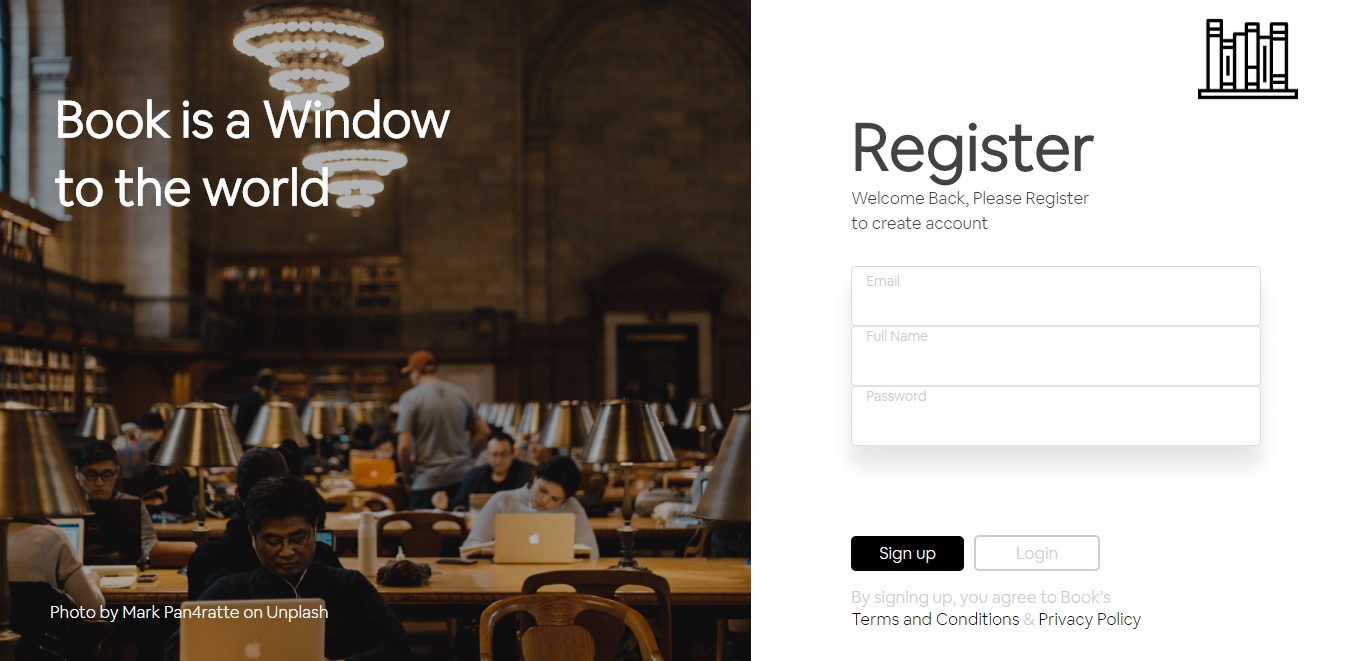 Book is a Window
to the world
Photo by Mark Pan4ratte on Unplash
Register
Welcome Back, Please Register
to create account
Email
Full Name
Password
Sign up
Login
By signing up, you agree to Book's
Terms and Conditions & Privacy Policy